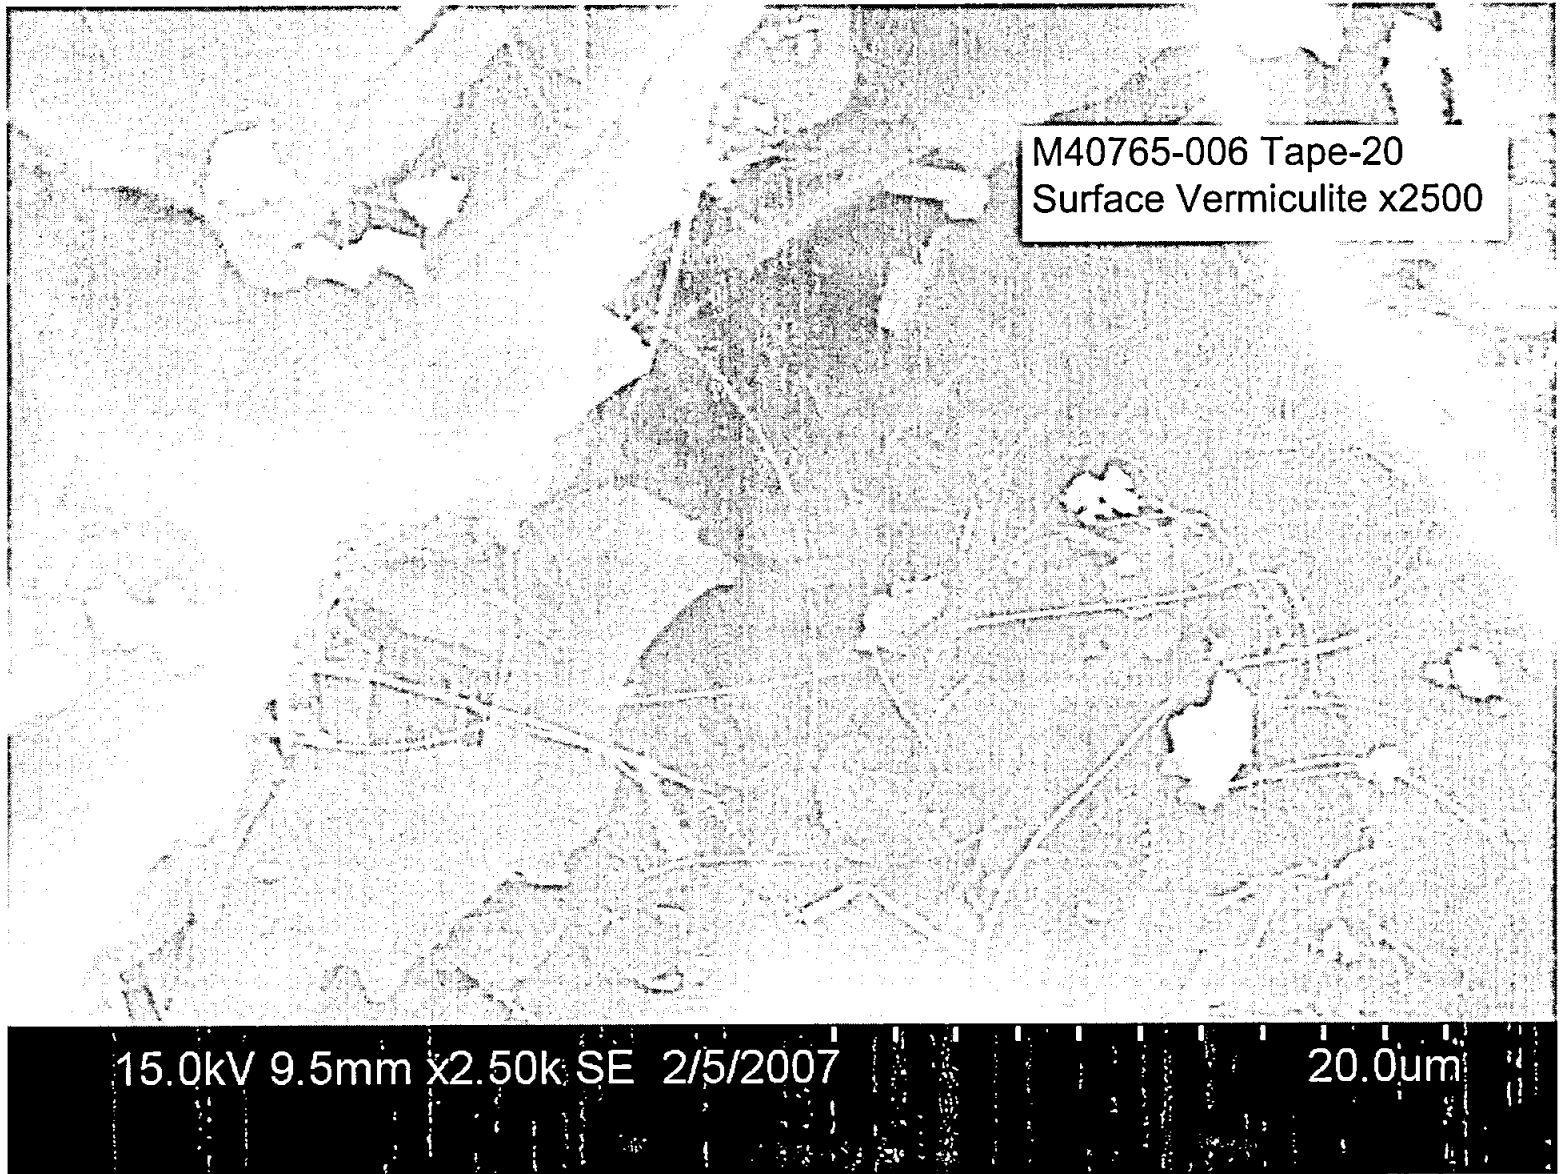 M40765-006 Tape-20
Surface Vermiculite x2500
15.0kV 9.5mm x2.50k SE 2/5/2007 20.0um